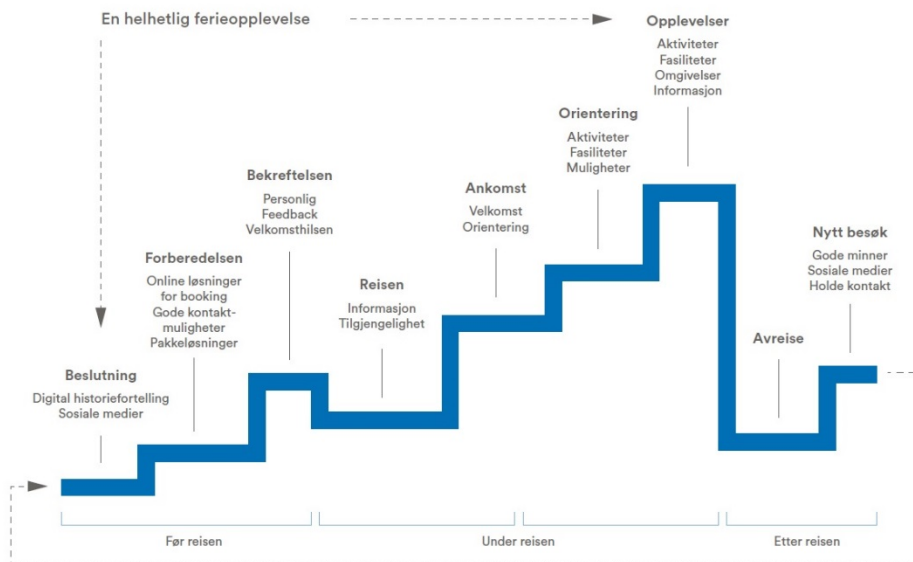 En helhetlig ferieopplevelse
Beslutning
Digital historiefortelling
Sosiale medier
Forberedelsen
Online løsninger
for booking
Gode kontakt-
muligheter
Pakkeløsninger
Bekreftelsen
Personlig
Feedback
Velkomsthilsen
Reisen
Informasjon
Tilgjengelighet
Ankomst
Velkomst
Orientering
Orientering
Aktiviteter
Fasiliteter
Muligheter
Opplevelser
Aktiviteter
Fasiliteter
Omgivelser
Informasjon
Avreise
Nytt besøk
Gode minner
Sosiale medier
Holde kontakt
Før reisen
Under reisen
Etter reisen